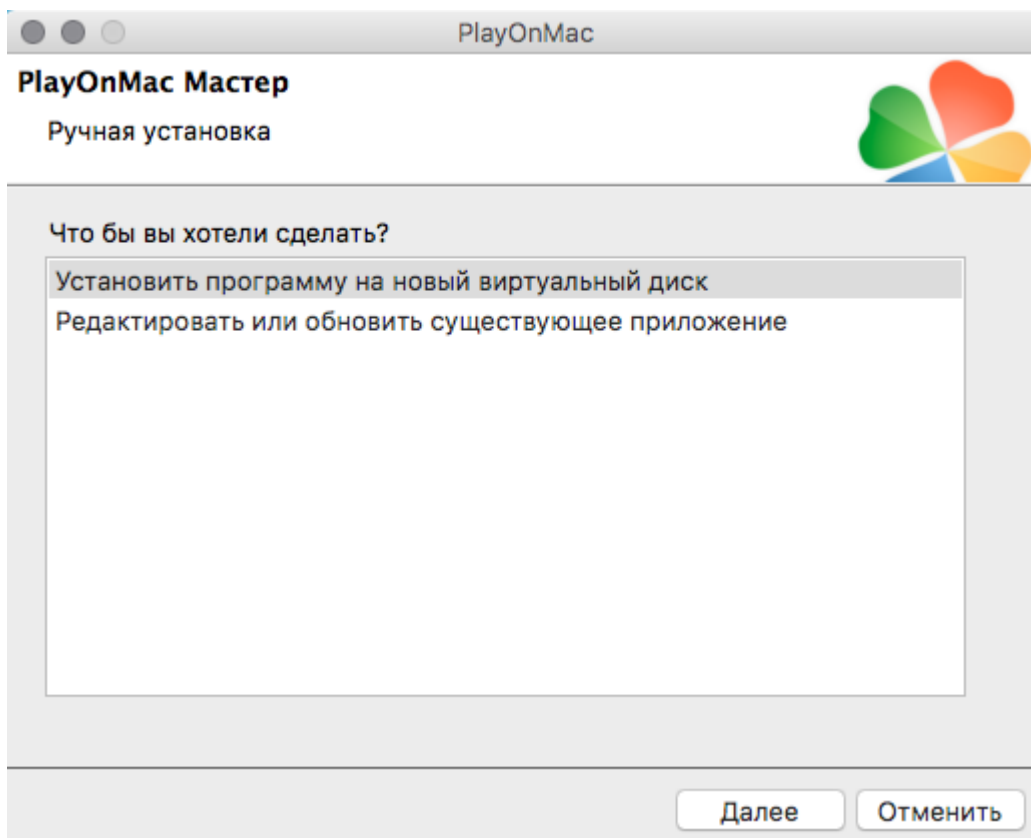 PlayOnMac
PlayOnMac Мастер
Ручная установка
Что бы вы хотели сделать?
Установить программу на новый виртуальный диск
Редактировать или обновить существующее приложение
Далее
Отменить